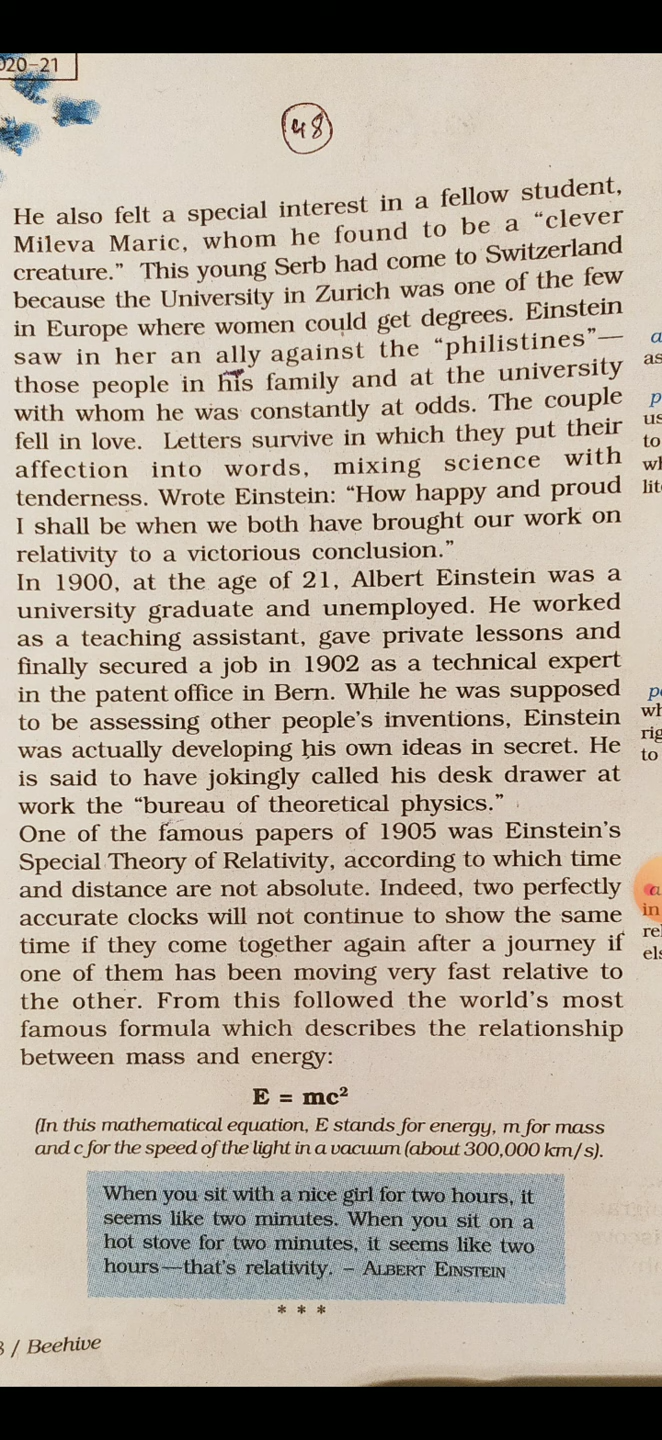 020-21
48
He also felt a special interest in a fellow student,
Mileva Maric, whom he found to be a “clever
creature.” This young Serb had come to Switzerland
because the University in Zurich was one of the few
in Europe where women could get degrees. Einstein
saw in her an ally against the “philistines”—
those people in his family and at the university
with whom he was constantly at odds. The couple
fell in love. Letters survive in which they put their
affection into words, mixing science with
tenderness. Wrote Einstein: “How happy and proud
I shall be when we both have brought our work on
relativity to a victorious conclusion.”
In 1900, at the age of 21, Albert Einstein was a
university graduate and unemployed. He worked
as a teaching assistant, gave private lessons and
finally secured a job in 1902 as a technical expert
in the patent office in Bern. While he was supposed
to be assessing other people’s inventions, Einstein
was actually developing his own ideas in secret. He
is said to have jokingly called his desk drawer at
work the “bureau of theoretical physics.”
One of the famous papers of 1905 was Einstein’s
Special Theory of Relativity, according to which time
and distance are not absolute. Indeed, two perfectly
accurate clocks will not continue to show the same
time if they come together again after a journey if
one of them has been moving very fast relative to
the other. From this followed the world’s most
famous formula which describes the relationship
between mass and energy:
E = mc²
(In this mathematical equation, E stands for energy, m for mass
and c for the speed of the light in a vacuum (about 300,000 km/s).
When you sit with a nice girl for two hours, it
seems like two minutes. When you sit on a
hot stove for two minutes, it seems like two
hours—that’s relativity. – ALBERT EINSTEIN
* * *
8 / Beehive
a
as
p
us
to
wh
lit
p
wh
rig
to
a
in
rel
els